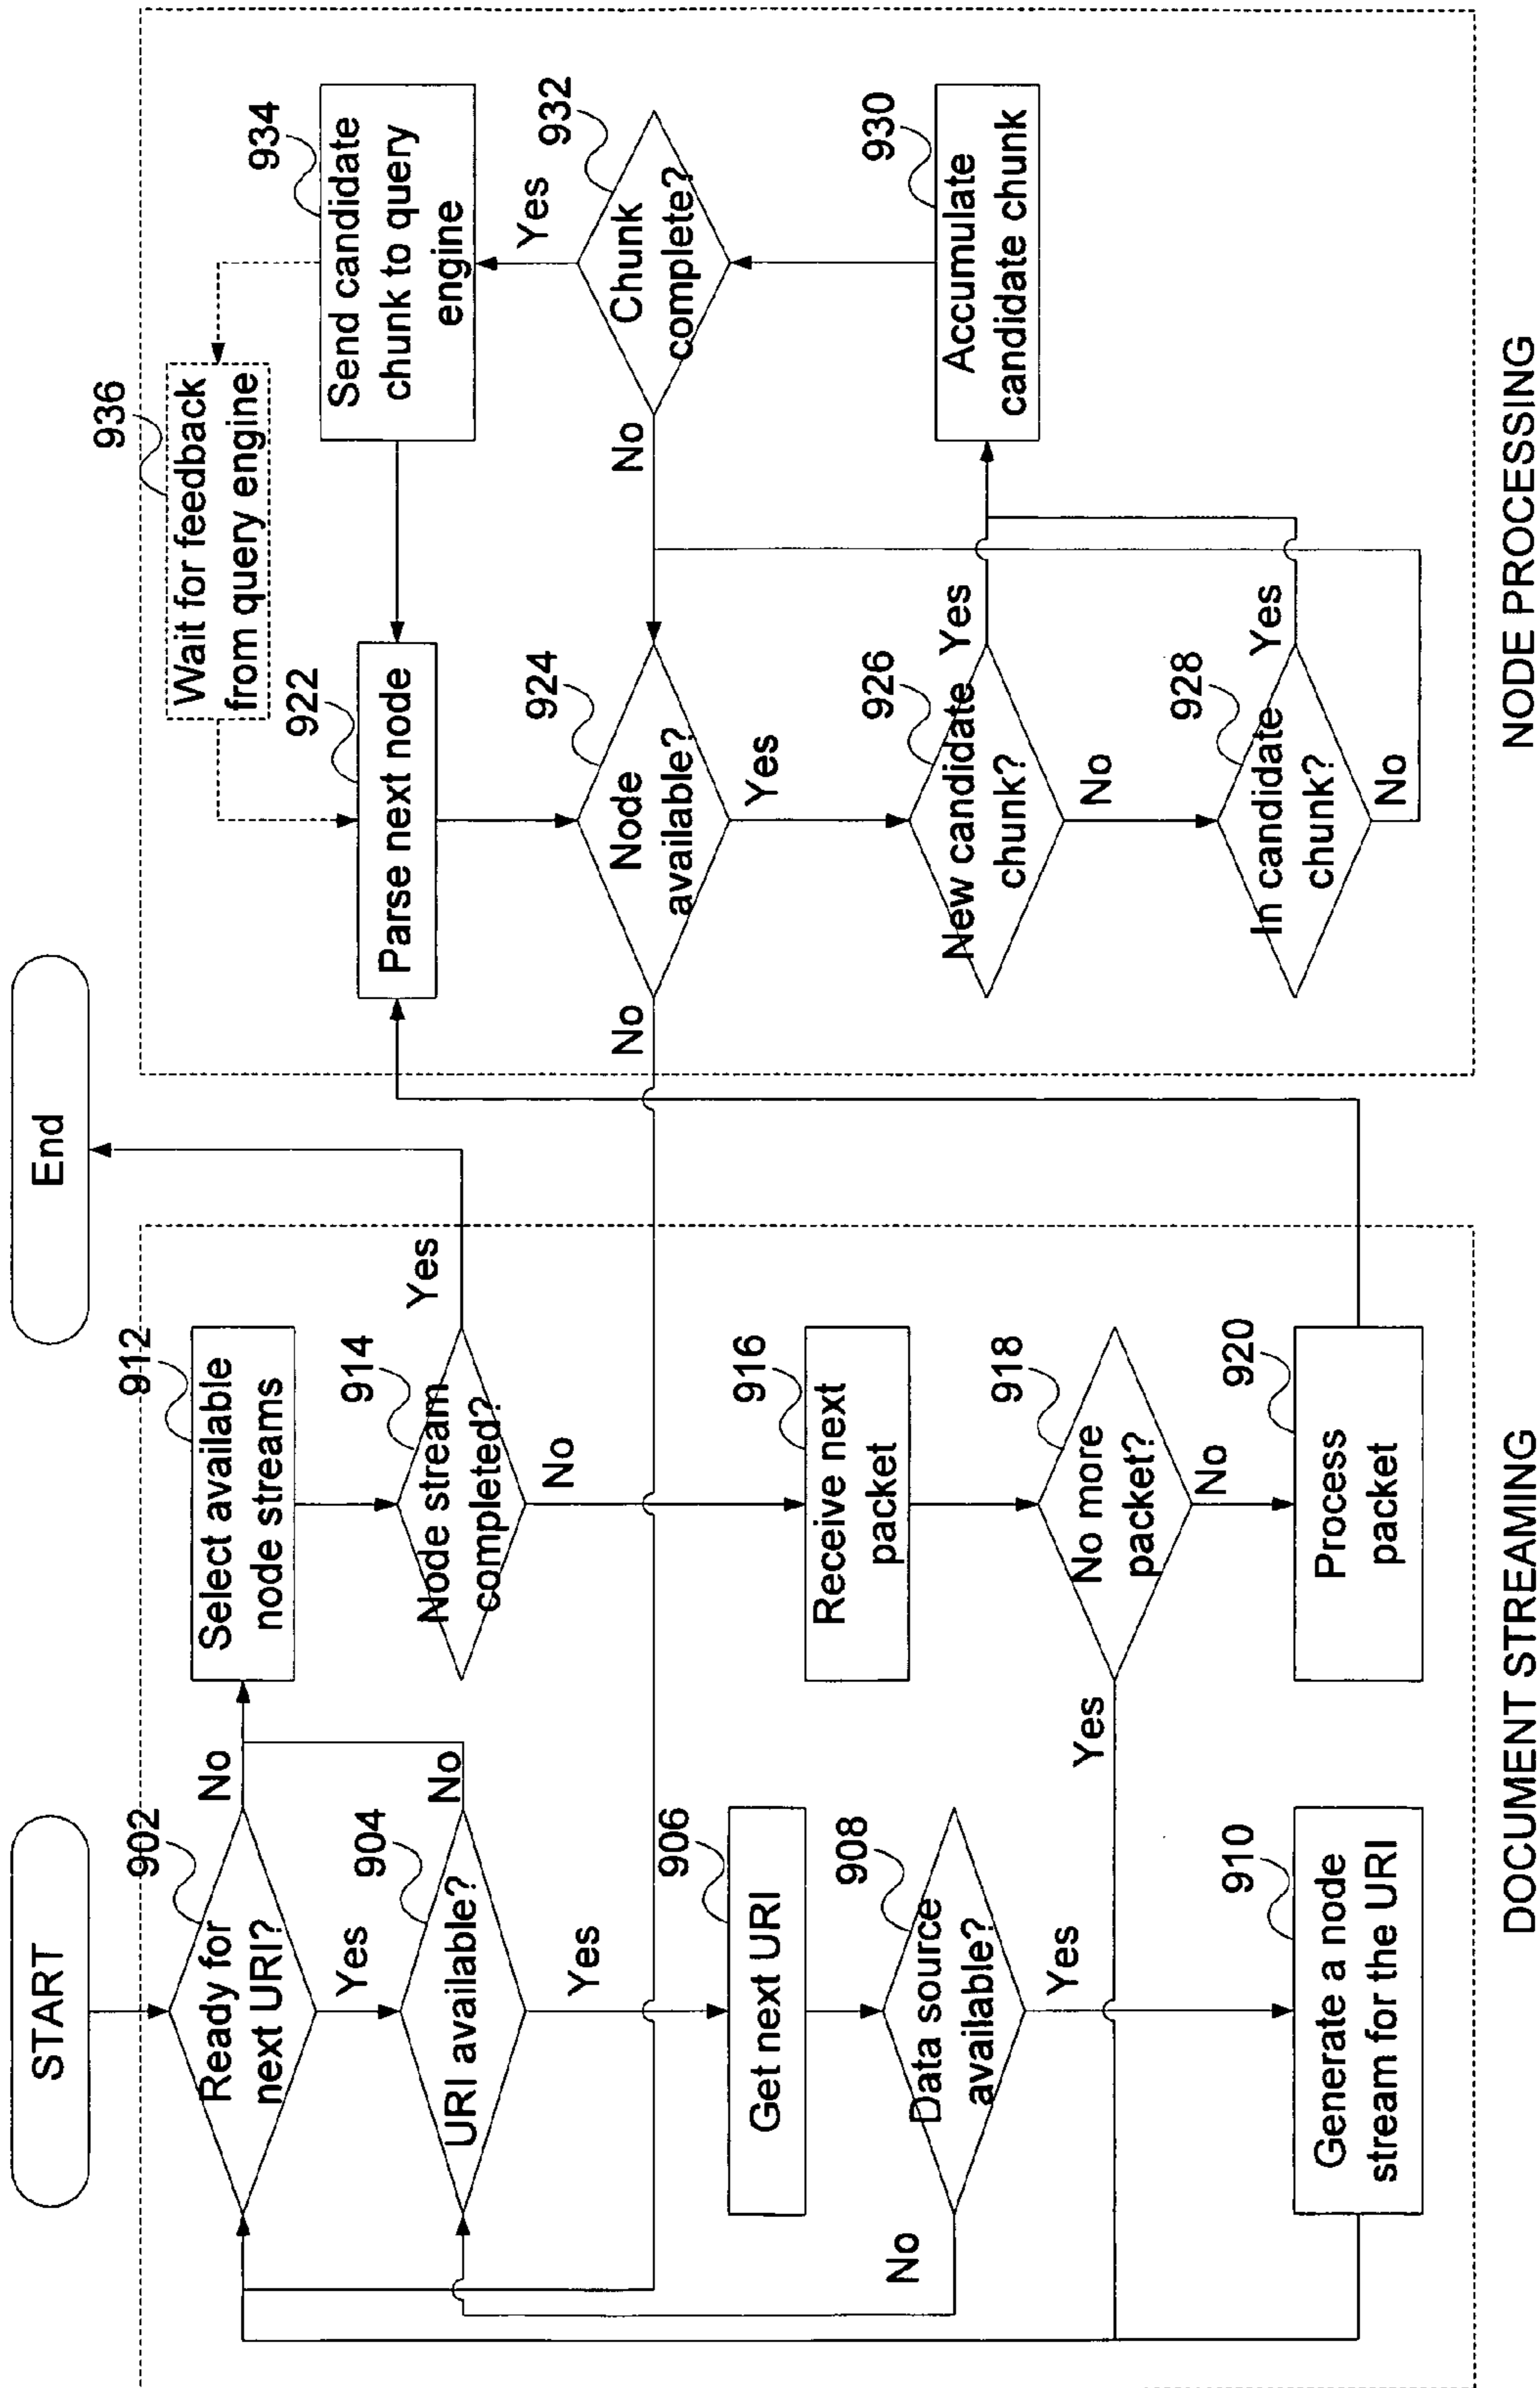 START
End
902
Ready for
next URI?
No
Yes
904
URI available?
No
Yes
906
Get next URI
908
Data source
available?
No
Yes
910
Generate a node
stream for the URI
912
Select available
node streams
914
Node stream
completed?
Yes
No
916
Receive next
packet
918
No more
packet?
Yes
No
920
Process
packet
DOCUMENT STREAMING
936
Wait for feedback
from query engine
922
Parse next node
924
Node
available?
No
Yes
926
New candidate
chunk?
Yes
No
928
In candidate
chunk?
Yes
No
934
Send candidate
chunk to query
engine
932
Chunk
complete?
Yes
No
930
Accumulate
candidate chunk
NODE PROCESSING